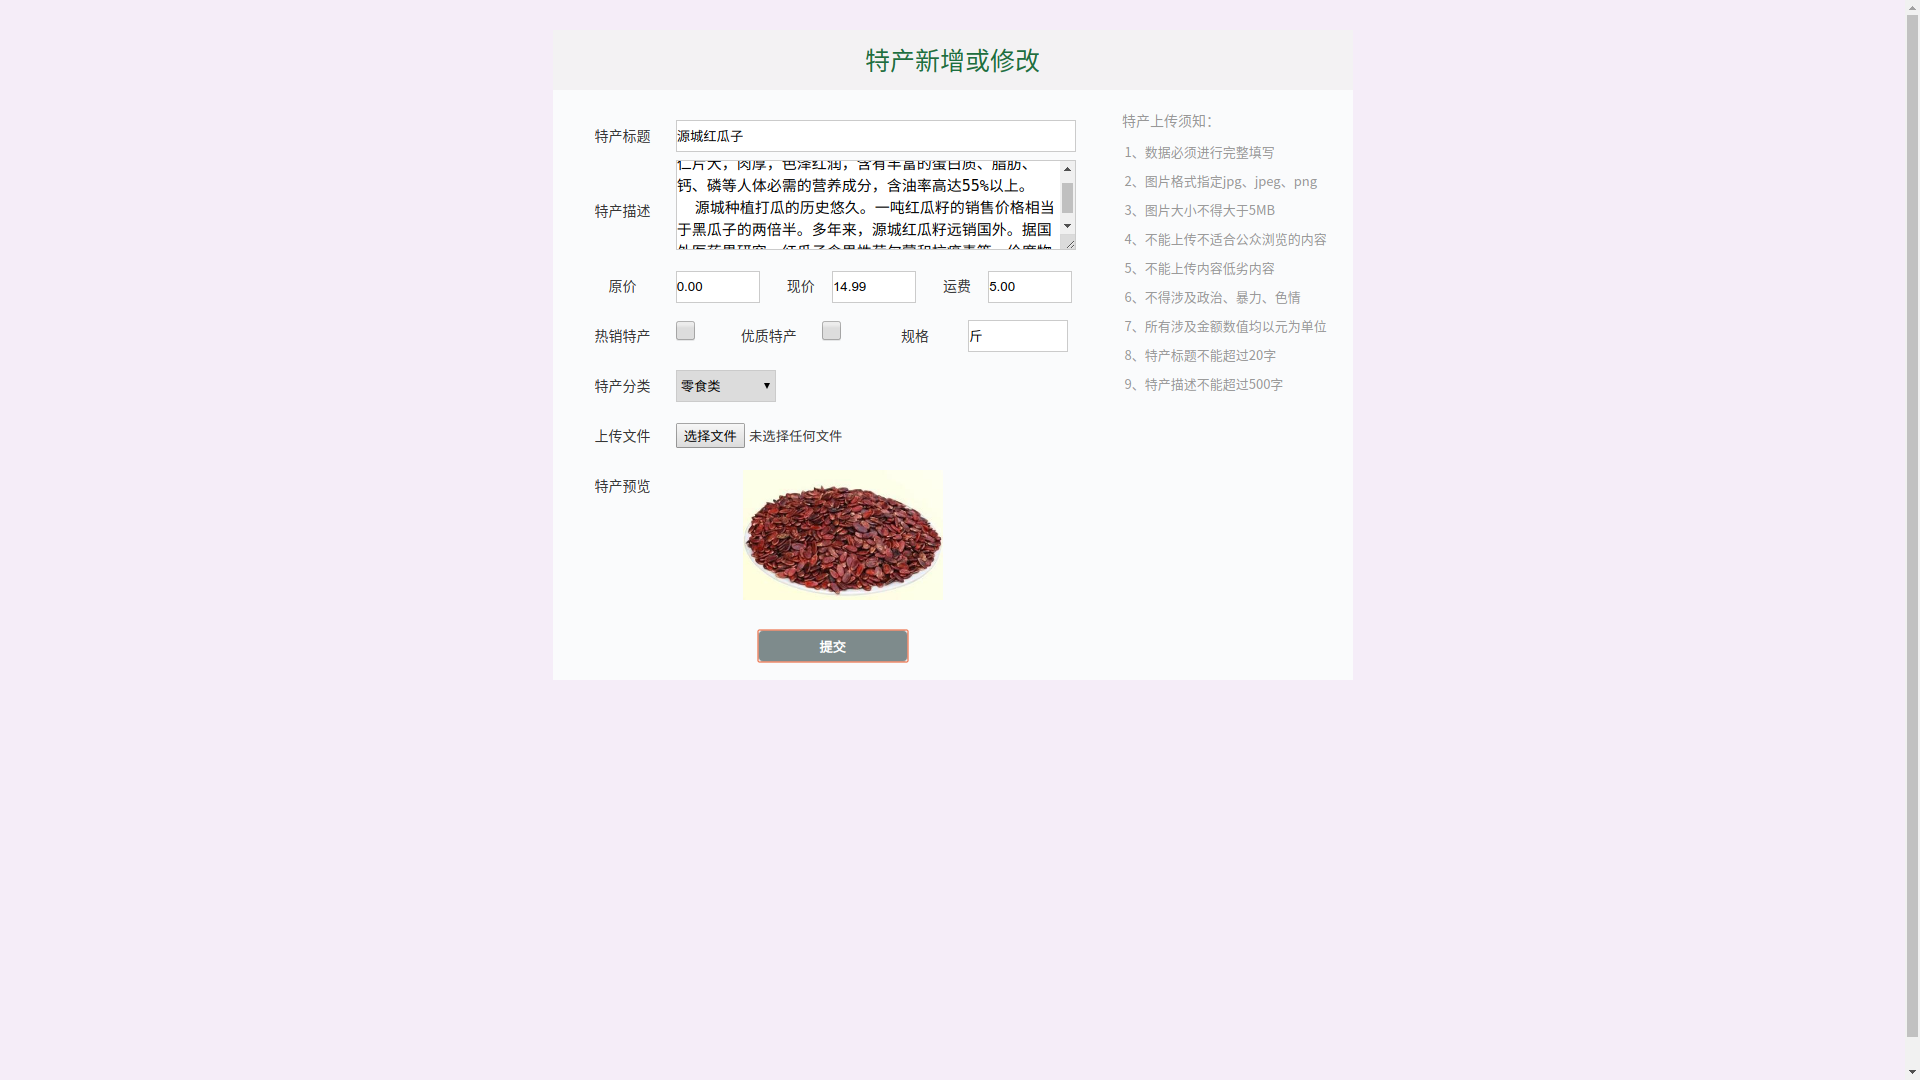 特产新增或修改
特产标题
源城红瓜子
特产描述
仁片大，肉厚，色泽红润，含有丰富的蛋白质、脂肪、
钙、磷等人体必需的营养成分，含油率高达55%以上。
源城种植打瓜的历史悠久。一吨红瓜籽的销售价格相当
于黑瓜子的两倍半。多年来，源城红瓜籽远销国外。据国
原价
0.00
现价
14.99
运费
5.00
热销特产
优质特产
规格
斤
特产分类
零食类
上传文件
选择文件 未选择任何文件
特产预览
提交
特产上传须知：
1、数据必须进行完整填写
2、图片格式指定jpg、jpeg、png
3、图片大小不得大于5MB
4、不能上传不适合公众浏览的内容
5、不能上传内容低劣内容
6、不得涉及政治、暴力、色情
7、所有涉及金额数值均以元为单位
8、特产标题不能超过20字
9、特产描述不能超过500字